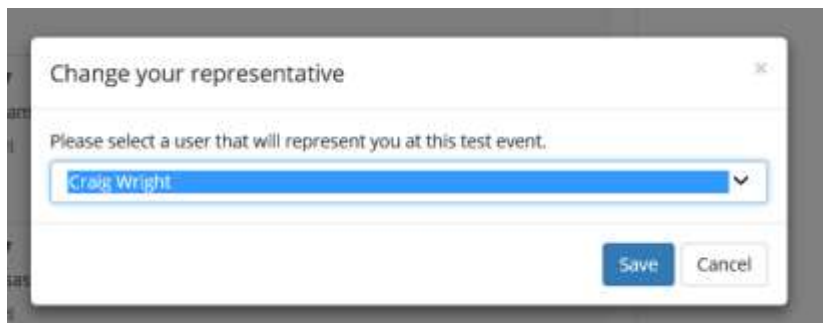 Change your representative
×
Please select a user that will represent you at this test event.
Craig Wright
Save Cancel